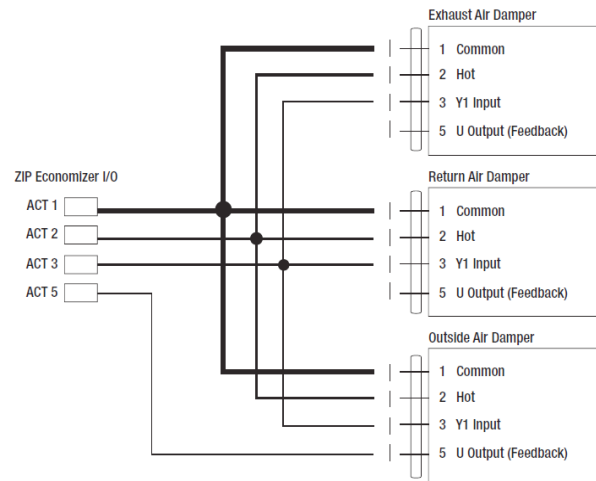 Exhaust Air Damper
1 Common
2 Hot
3 Y1 Input
5 U Output (Feedback)
ZIP Economizer I/O
ACT 1
ACT 2
ACT 3
ACT 5
Return Air Damper
1 Common
2 Hot
3 Y1 Input
5 U Output (Feedback)
Outside Air Damper
1 Common
2 Hot
3 Y1 Input
5 U Output (Feedback)